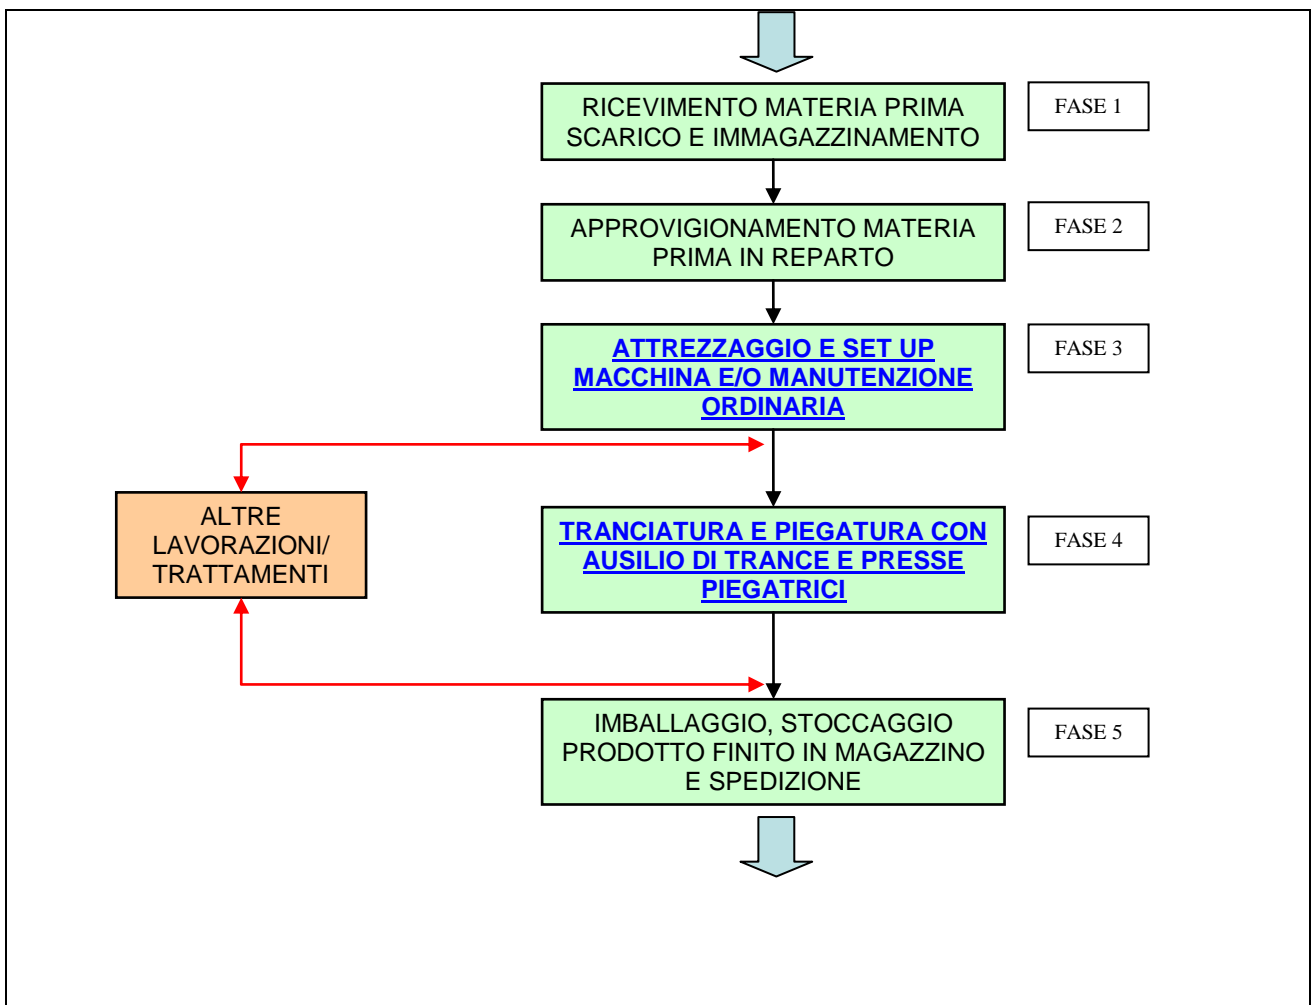 RICEVIMENTO MATERIA PRIMA
SCARICO E IMMAGAZZINAMENTO
FASE 1
APPROVIGIONAMENTO MATERIA
PRIMA IN REPARTO
FASE 2
ATTREZZAGGIO E SET UP
MACCHINA E/O MANUTENZIONE
ORDINARIA
FASE 3
ALTRE
LAVORAZIONI/
TRATTAMENTI
TRANCIATURA E PIEGATURA CON
AUSILIO DI TRANCE E PRESSE
PIEGATRICI
FASE 4
IMBALLAGGIO, STOCCAGGIO
PRODOTTO FINITO IN MAGAZZINO
E SPEDIZIONE
FASE 5